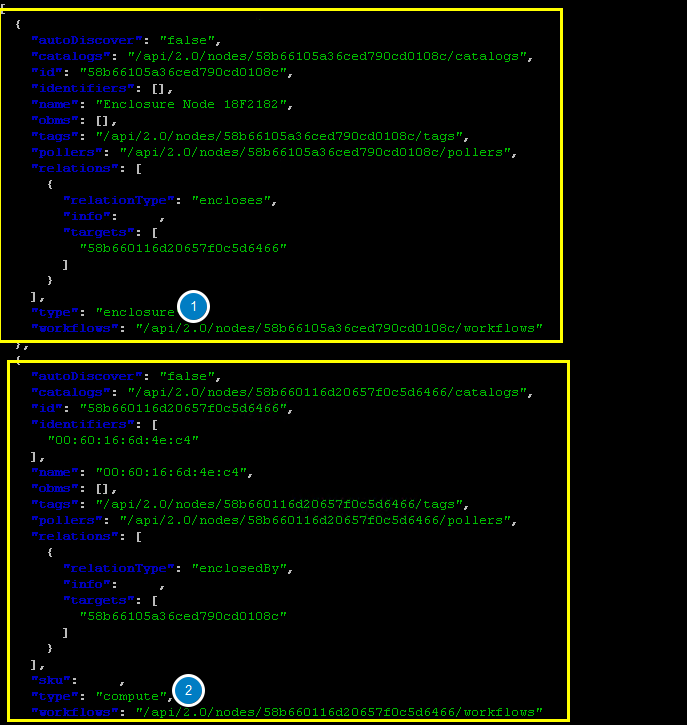 [
{
"autoDiscover": "false",
"catalogs": "/api/2.0/nodes/58b66105a36ced790cd0108c/catalogs",
"id": "58b66105a36ced790cd0108c",
"identifiers": [],
"name": "Enclosure Node 18F2182",
"obms": [],
"tags": "/api/2.0/nodes/58b66105a36ced790cd0108c/tags",
"pollers": "/api/2.0/nodes/58b66105a36ced790cd0108c/pollers",
"relations": [
{
"relationType": "encloses",
"info": ,
"targets": [
"58b660116d20657f0c5d6466"
]
}
],
"type": "enclosure 1
"workflows": "/api/2.0/nodes/58b66105a36ced790cd0108c/workflows"
},
{
"autoDiscover": "false",
"catalogs": "/api/2.0/nodes/58b660116d20657f0c5d6466/catalogs",
"id": "58b660116d20657f0c5d6466",
"identifiers": [
"00:60:16:6d:4e:c4"
],
"name": "00:60:16:6d:4e:c4",
"obms": [],
"tags": "/api/2.0/nodes/58b660116d20657f0c5d6466/tags",
"pollers": "/api/2.0/nodes/58b660116d20657f0c5d6466/pollers",
"relations": [
{
"relationType": "enclosedBy",
"info": ,
"targets": [
"58b66105a36ced790cd0108c"
]
}
],
"sku": ,
"type": "compute", 2
"workflows": "/api/2.0/nodes/58b660116d20657f0c5d6466/workflows"